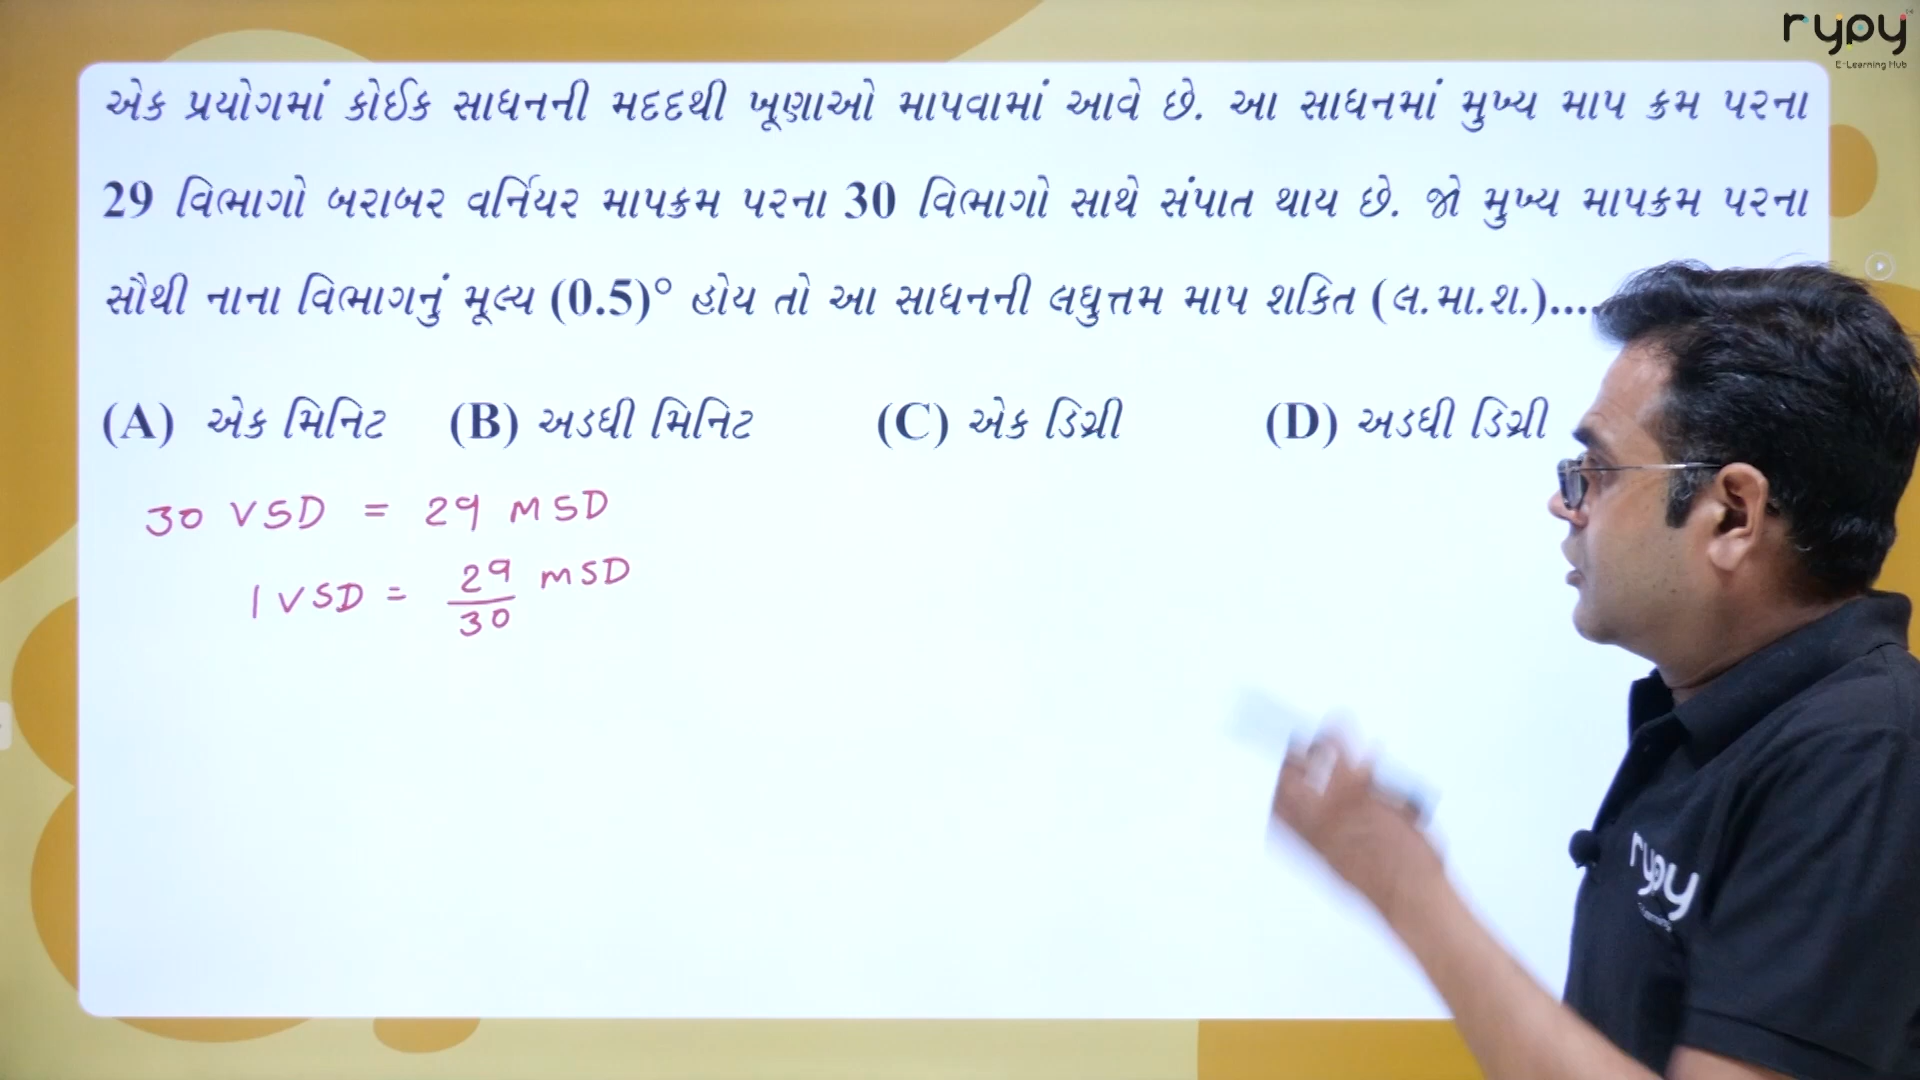 rypy
E-Learning Hub
એક પ્રયોગમાં કોઈક સાધનની મદદથી ખૂણાઓ માપવામાં આવે છે. આ સાધનમાં મુખ્ય માપ ક્રમ પરના
29 વિભાગો બરાબર વર્નિયર માપક્રમ પરના 30 વિભાગો સાથે સંપાત થાય છે. જો મુખ્ય માપક્રમ પરના
સૌથી નાના વિભાગનું મૂલ્ય (0.5)° હોય તો આ સાધનની લઘુત્તમ માપ શકિત (લ.મા.શ.)....
(A) એક મિનિટ (B) અડધી મિનિટ (C) એક ડિગ્રી (D) અડધી ડિગ્રી
30 VSD = 29 MSD
1 VSD = 29/30 MSD
rypy